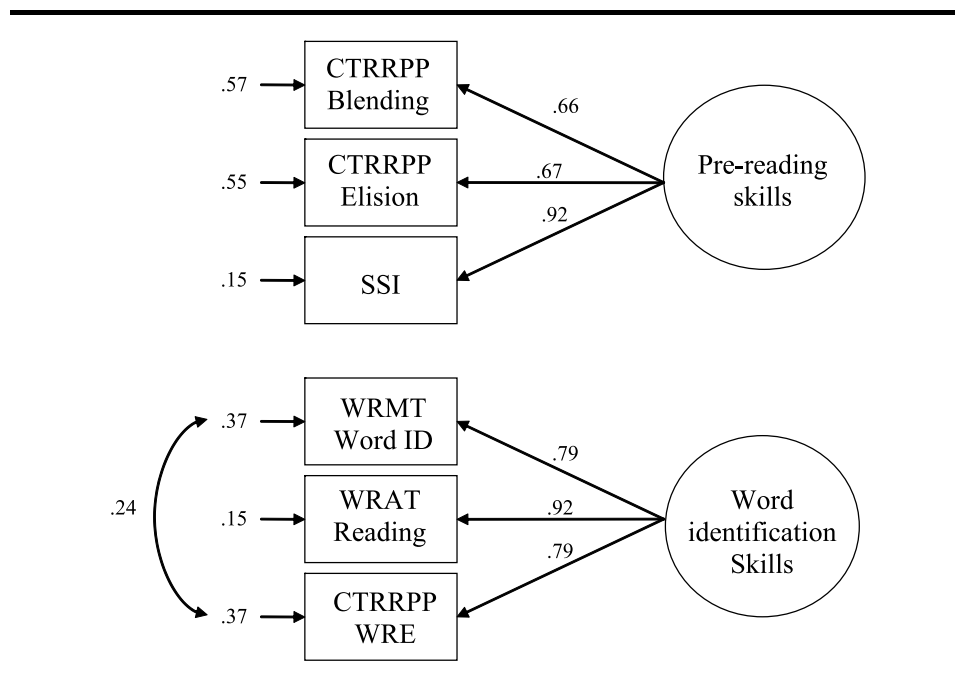 CTRRPP
Blending
.57
.66
CTRRPP
Elision
.55
.67
Pre-reading
skills
.92
SSI
.15
WRMT
Word ID
.37
.79
.24
WRAT
Reading
.15
.92
Word
identification
Skills
.79
CTRRPP
WRE
.37